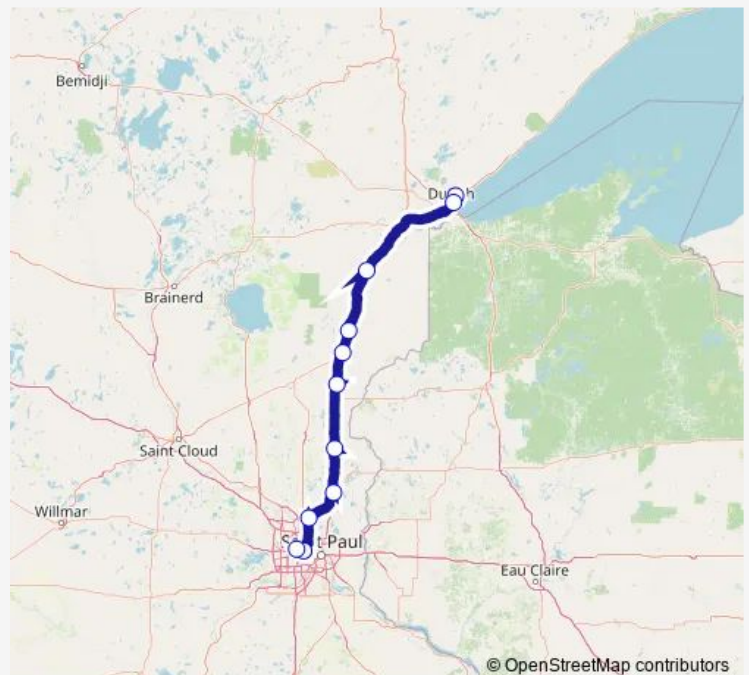 Bemidji
Brainerd
Saint Cloud
Willmar
Eau Claire
© OpenStreetMap contributors